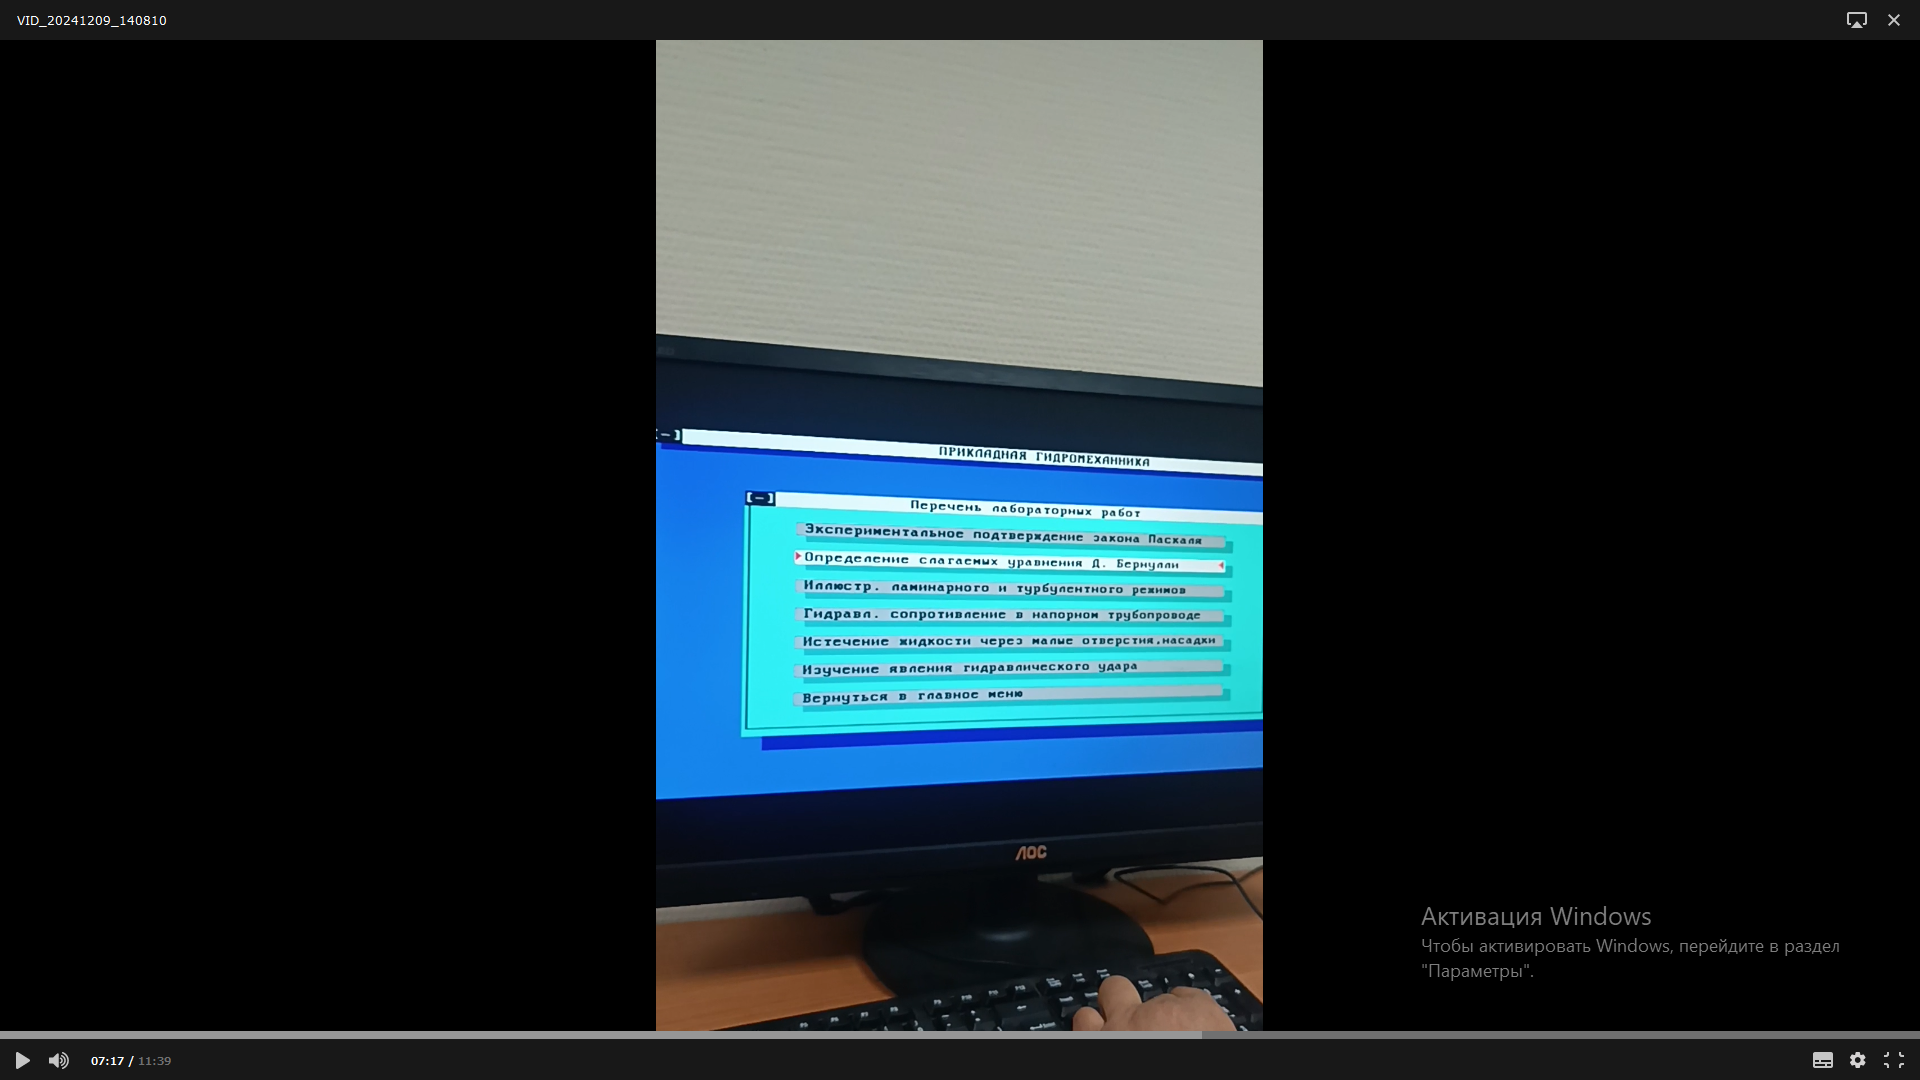 VID_20241209_140810
[-]
ПРИКЛАДНАЯ ГИДРОМЕХАННИКА
[-]
Перечень лабораторных работ
Экспериментальное подтверждение закона Паскаля
Определение слагаемых уравнения Д. Бернулли
Иллюстр. ламинарного и турбулентного режимов
Гидравл. сопротивление в напорном трубопроводе
Истечение жидкости через малые отверстия,насадки
Изучение явления гидравлического удара
Вернуться в главное меню
AOC
Активация Windows
Чтобы активировать Windows, перейдите в раздел
"Параметры".
07:17 / 11:39